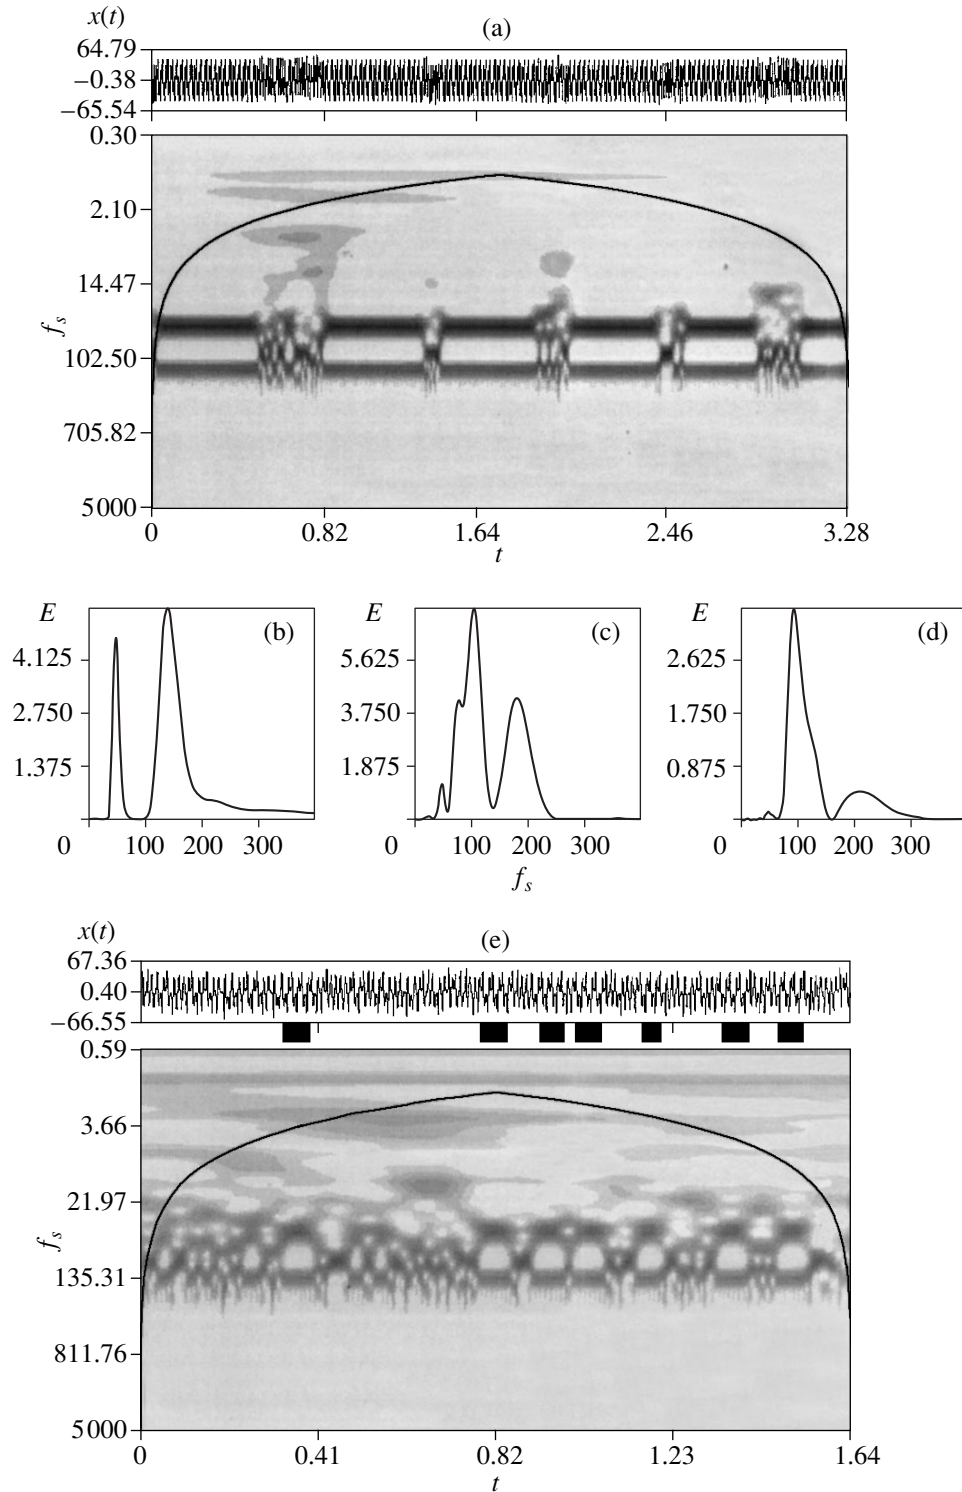 x(t)
(a)
64.79
−0.38
−65.54
0.30
2.10
14.47
f_s
102.50
705.82
5000
0 0.82 1.64 2.46 3.28
t
E (b) E (c) E (d)
4.125 5.625 2.625
2.750 3.750 1.750
1.375 1.875 0.875
0 100 200 300 0 100 200 300 0 100 200 300
f_s
x(t)
(e)
67.36
0.40
−66.55
0.59
3.66
21.97
f_s
135.31
811.76
5000
0 0.41 0.82 1.23 1.64
t